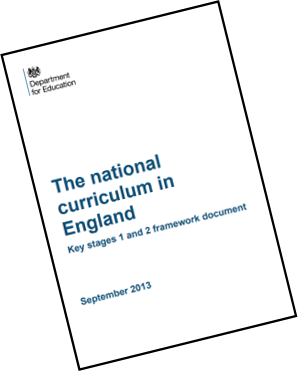 Department
for Education
The national
curriculum in
England
Key stages 1 and 2 framework document
September 2013